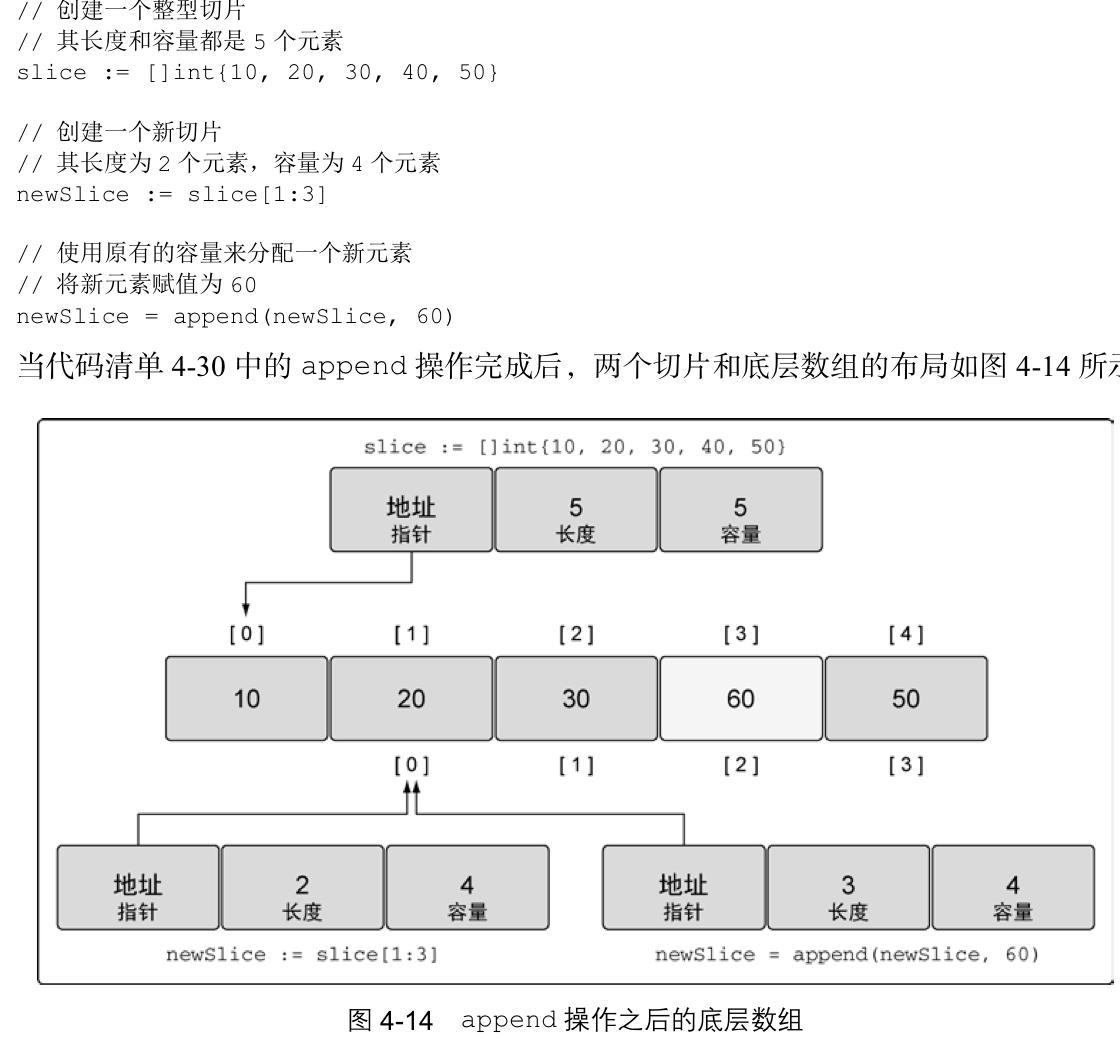 // 创建一个整型切片
// 其长度和容量都是 5 个元素
slice := []int{10, 20, 30, 40, 50}
// 创建一个新切片
// 其长度为 2 个元素，容量为 4 个元素
newSlice := slice[1:3]
// 使用原有的容量来分配一个新元素
// 将新元素赋值为 60
newSlice = append(newSlice, 60)
当代码清单 4-30 中的 append 操作完成后，两个切片和底层数组的布局如图 4-14 所示
slice := []int{10, 20, 30, 40, 50}
地址 5 5
指针 长度 容量
[0] [1] [2] [3] [4]
10 20 30 60 50
[0] [1] [2] [3]
地址 2 4 地址 3 4
指针 长度 容量 指针 长度 容量
newSlice := slice[1:3] newSlice = append(newSlice, 60)
图 4-14 append 操作之后的底层数组